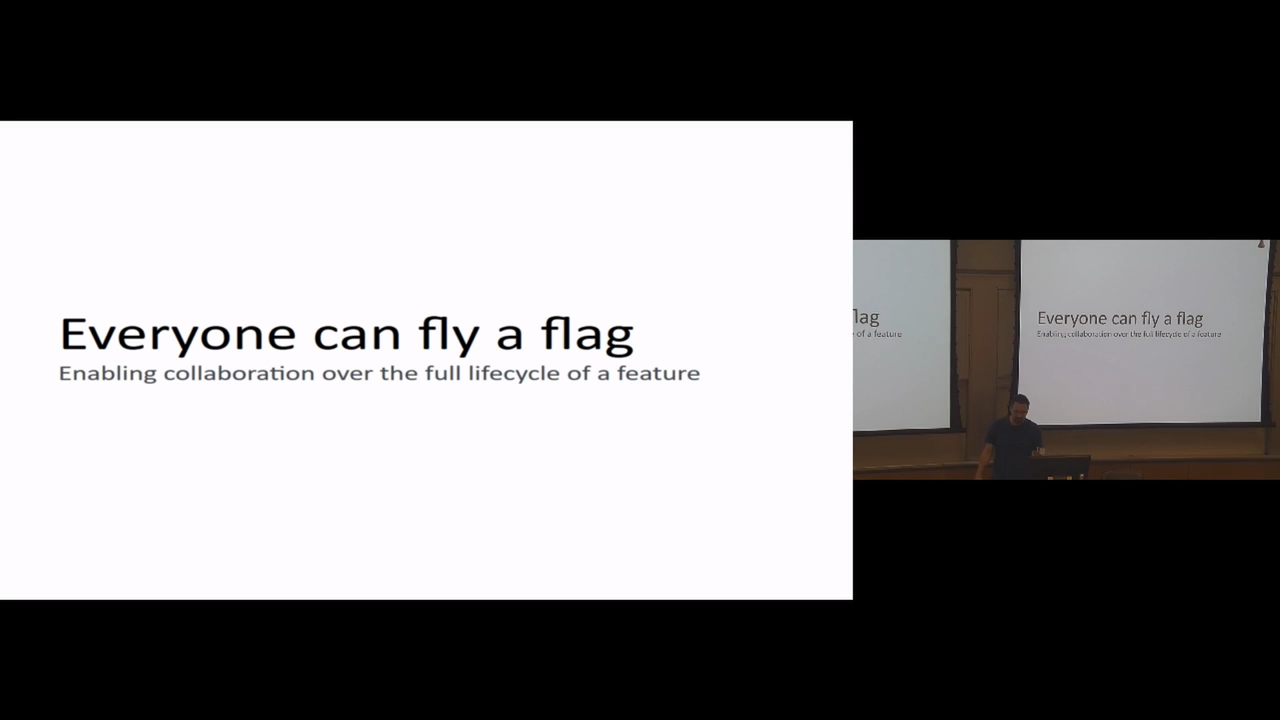 Everyone can fly a flag
Enabling collaboration over the full lifecycle of a feature
lag
e of a feature
Everyone can fly a flag
Enabling collaboration over the full lifecycle of a feature